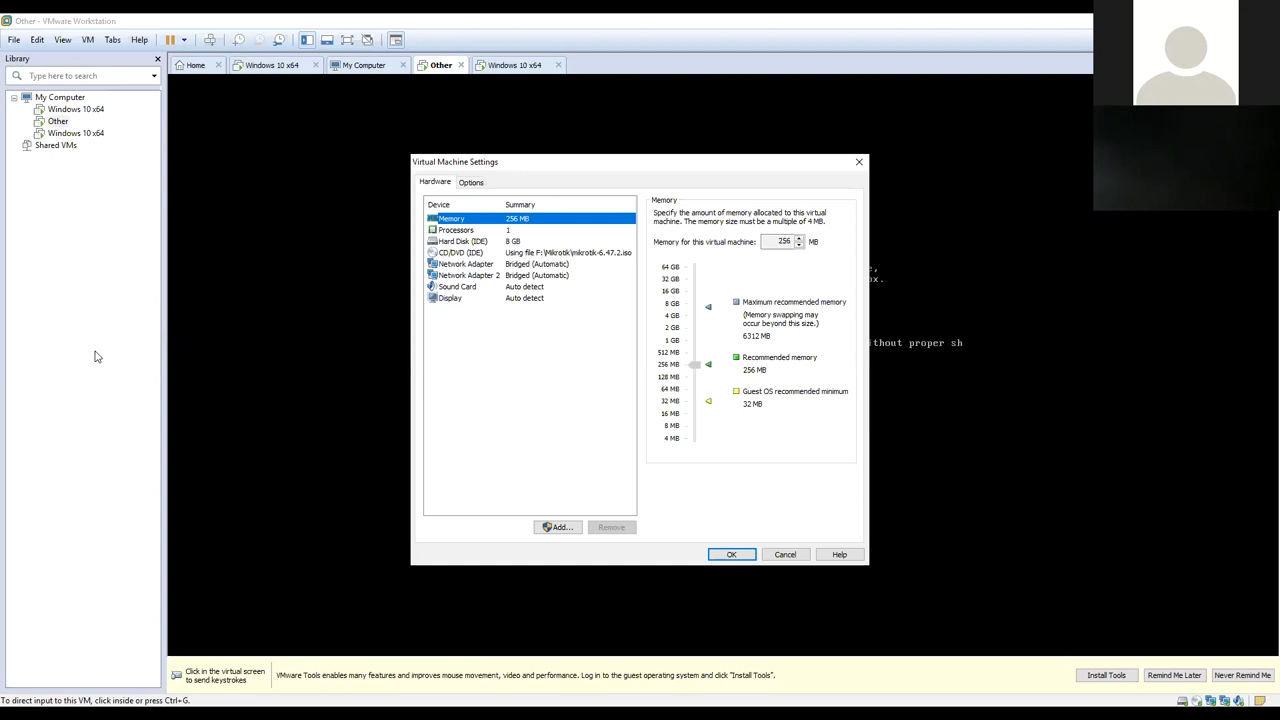 Other - VMware Workstation
File Edit View VM Tabs Help
Library
Type here to search
My Computer
Windows 10 x64
Other
Windows 10 x64
Shared VMs
Home Windows 10 x64 My Computer Other Windows 10 x64
Virtual Machine Settings
Hardware Options
Device Summary
Memory 256 MB
Processors 1
Hard Disk (IDE) 8 GB
CD/DVD (IDE) Using file F:\Mikrotik\mikrotik-6.47.2.iso
Network Adapter Bridged (Automatic)
Network Adapter 2 Bridged (Automatic)
Sound Card Auto detect
Display Auto detect
Add... Remove
Memory
Specify the amount of memory allocated to this virtual
machine. The memory size must be a multiple of 4 MB.
Memory for this virtual machine: 256 MB
64 GB
32 GB
16 GB
8 GB
4 GB
2 GB
1 GB
512 MB
256 MB
128 MB
64 MB
32 MB
16 MB
8 MB
4 MB
Maximum recommended memory
(Memory swapping may
occur beyond this size.)
6312 MB
Recommended memory
256 MB
Guest OS recommended minimum
32 MB
OK Cancel Help
e,
ox.
ithout proper sh
Click in the virtual screen
to send keystrokes
VMware Tools enables many features and improves mouse movement, video and performance. Log in to the guest operating system and click "Install Tools".
Install Tools Remind Me Later Never Remind Me
To direct input to this VM, click inside or press Ctrl+G.